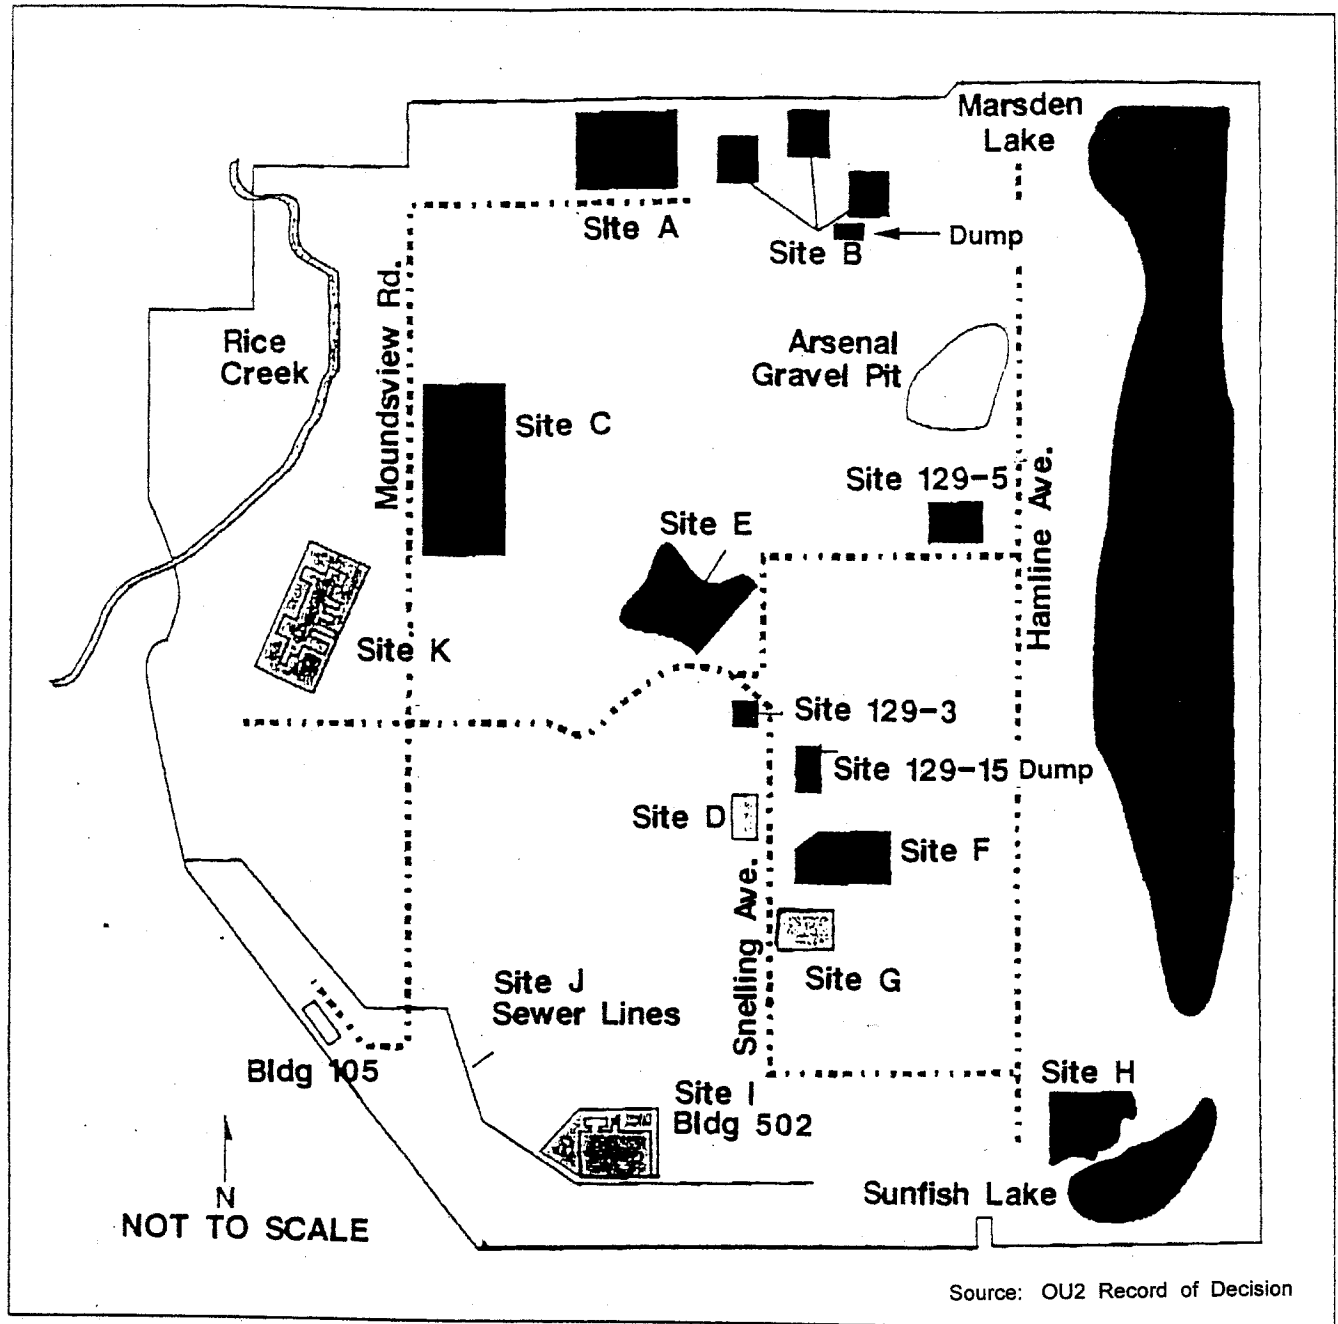 Marsden
Lake
Site A
Site B
Dump
Moundsview Rd.
Rice
Creek
Arsenal
Gravel Pit
Site C
Site 129-5
Hamline Ave.
Site E
Site K
Site 129-3
Site 129-15 Dump
Site D
Site F
Snelling Ave.
Site G
Site J
Sewer Lines
Bldg 105
Site H
Site I
Bldg 502
N
NOT TO SCALE
Sunfish Lake
Source: OU2 Record of Decision